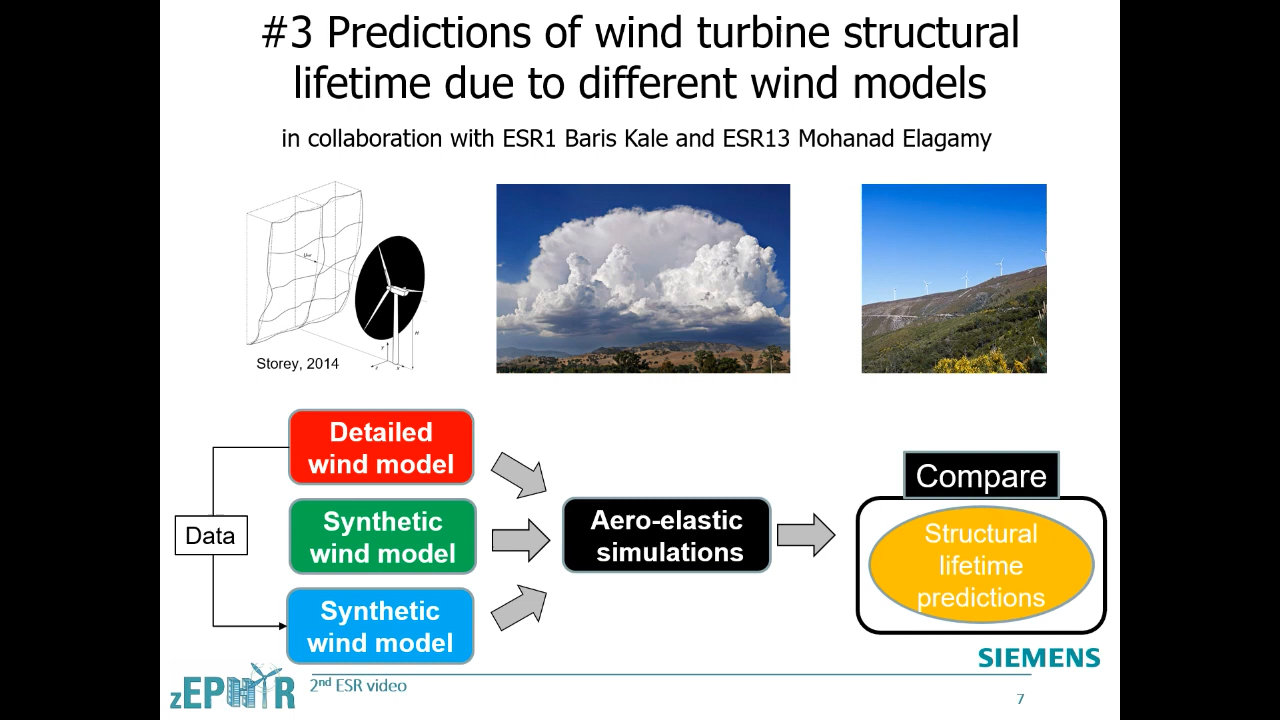 #3 Predictions of wind turbine structural
lifetime due to different wind models
in collaboration with ESR1 Baris Kale and ESR13 Mohanad Elagamy
Storey, 2014
Detailed
wind model
Data
Synthetic
wind model
Synthetic
wind model
Aero-elastic
simulations
Compare
Structural
lifetime
predictions
SIEMENS
zEPHYR
2nd ESR video
7